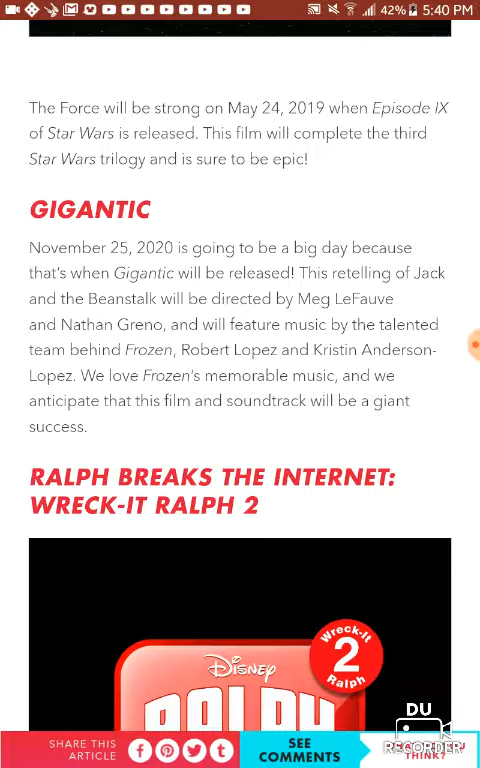 42% 5:40 PM
The Force will be strong on May 24, 2019 when Episode IX
of Star Wars is released. This film will complete the third
Star Wars trilogy and is sure to be epic!
GIGANTIC
November 25, 2020 is going to be a big day because
that's when Gigantic will be released! This retelling of Jack
and the Beanstalk will be directed by Meg LeFauve
and Nathan Greno, and will feature music by the talented
team behind Frozen, Robert Lopez and Kristin Anderson-
Lopez. We love Frozen's memorable music, and we
anticipate that this film and soundtrack will be a giant
success.
RALPH BREAKS THE INTERNET:
WRECK-IT RALPH 2
Wreck-It
2
Ralph
Disney
RALPH
DU
RECORDER
SHARE THIS
ARTICLE
SEE
COMMENTS
THINK?